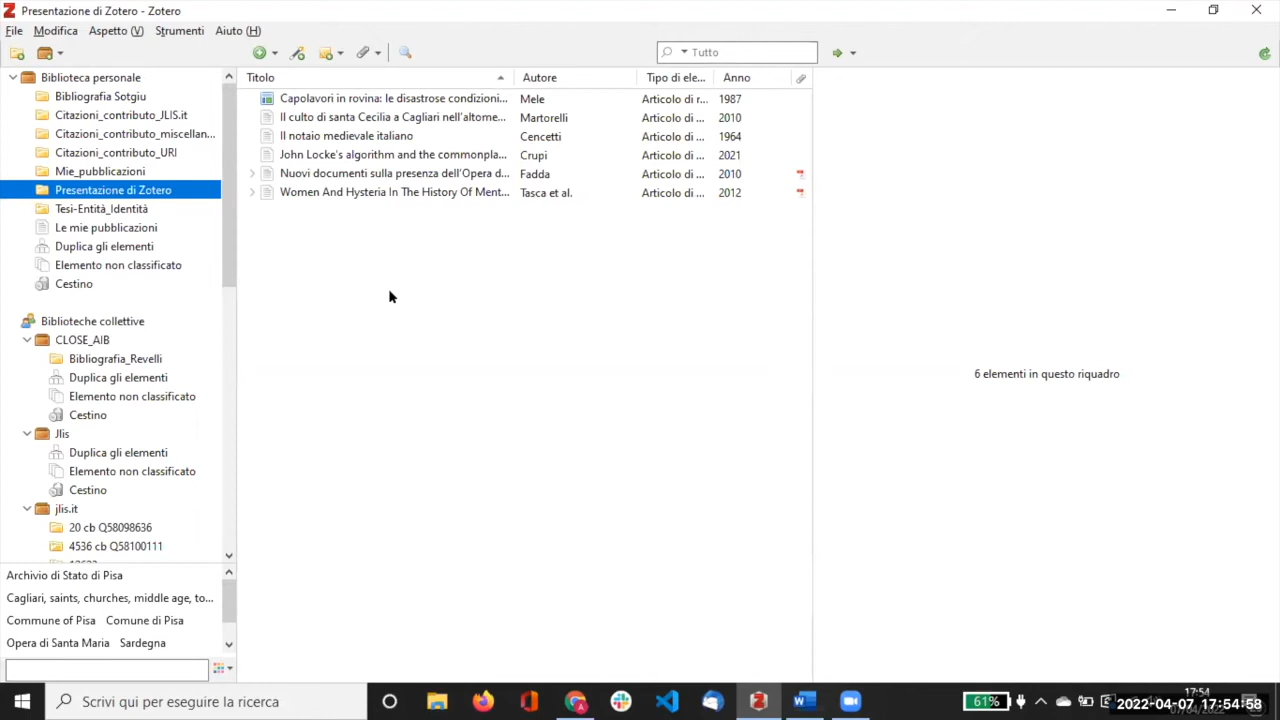 Presentazione di Zotero - Zotero
File Modifica Aspetto (V) Strumenti Aiuto (H)
Tutto
Biblioteca personale
Bibliografia Sotgiu
Citazioni_contributo_JLIS.it
Citazioni_contributo_miscellan...
Citazioni_contributo_URI
Mie_pubblicazioni
Presentazione di Zotero
Tesi-Entità_Identità
Le mie pubblicazioni
Duplica gli elementi
Elemento non classificato
Cestino
Biblioteche collettive
CLOSE_AIB
Bibliografia_Revelli
Duplica gli elementi
Elemento non classificato
Cestino
Jlis
Duplica gli elementi
Elemento non classificato
Cestino
jlis.it
20 cb Q58098636
4536 cb Q58100111
Archivio di Stato di Pisa
Cagliari, saints, churches, middle age, to...
Commune of Pisa Comune di Pisa
Opera di Santa Maria Sardegna
Titolo Autore Tipo di ele... Anno
Capolavori in rovina: le disastrose condizioni... Mele Articolo di r... 1987
Il culto di santa Cecilia a Cagliari nell'altome... Martorelli Articolo di ... 2010
Il notaio medievale italiano Cencetti Articolo di ... 1964
John Locke's algorithm and the commonpla... Crupi Articolo di ... 2021
Nuovi documenti sulla presenza dell'Opera d... Fadda Articolo di ... 2010
Women And Hysteria In The History Of Ment... Tasca et al. Articolo di ... 2012
6 elementi in questo riquadro
Scrivi qui per eseguire la ricerca
61%
17:54
2022-04-07, 17:54:58